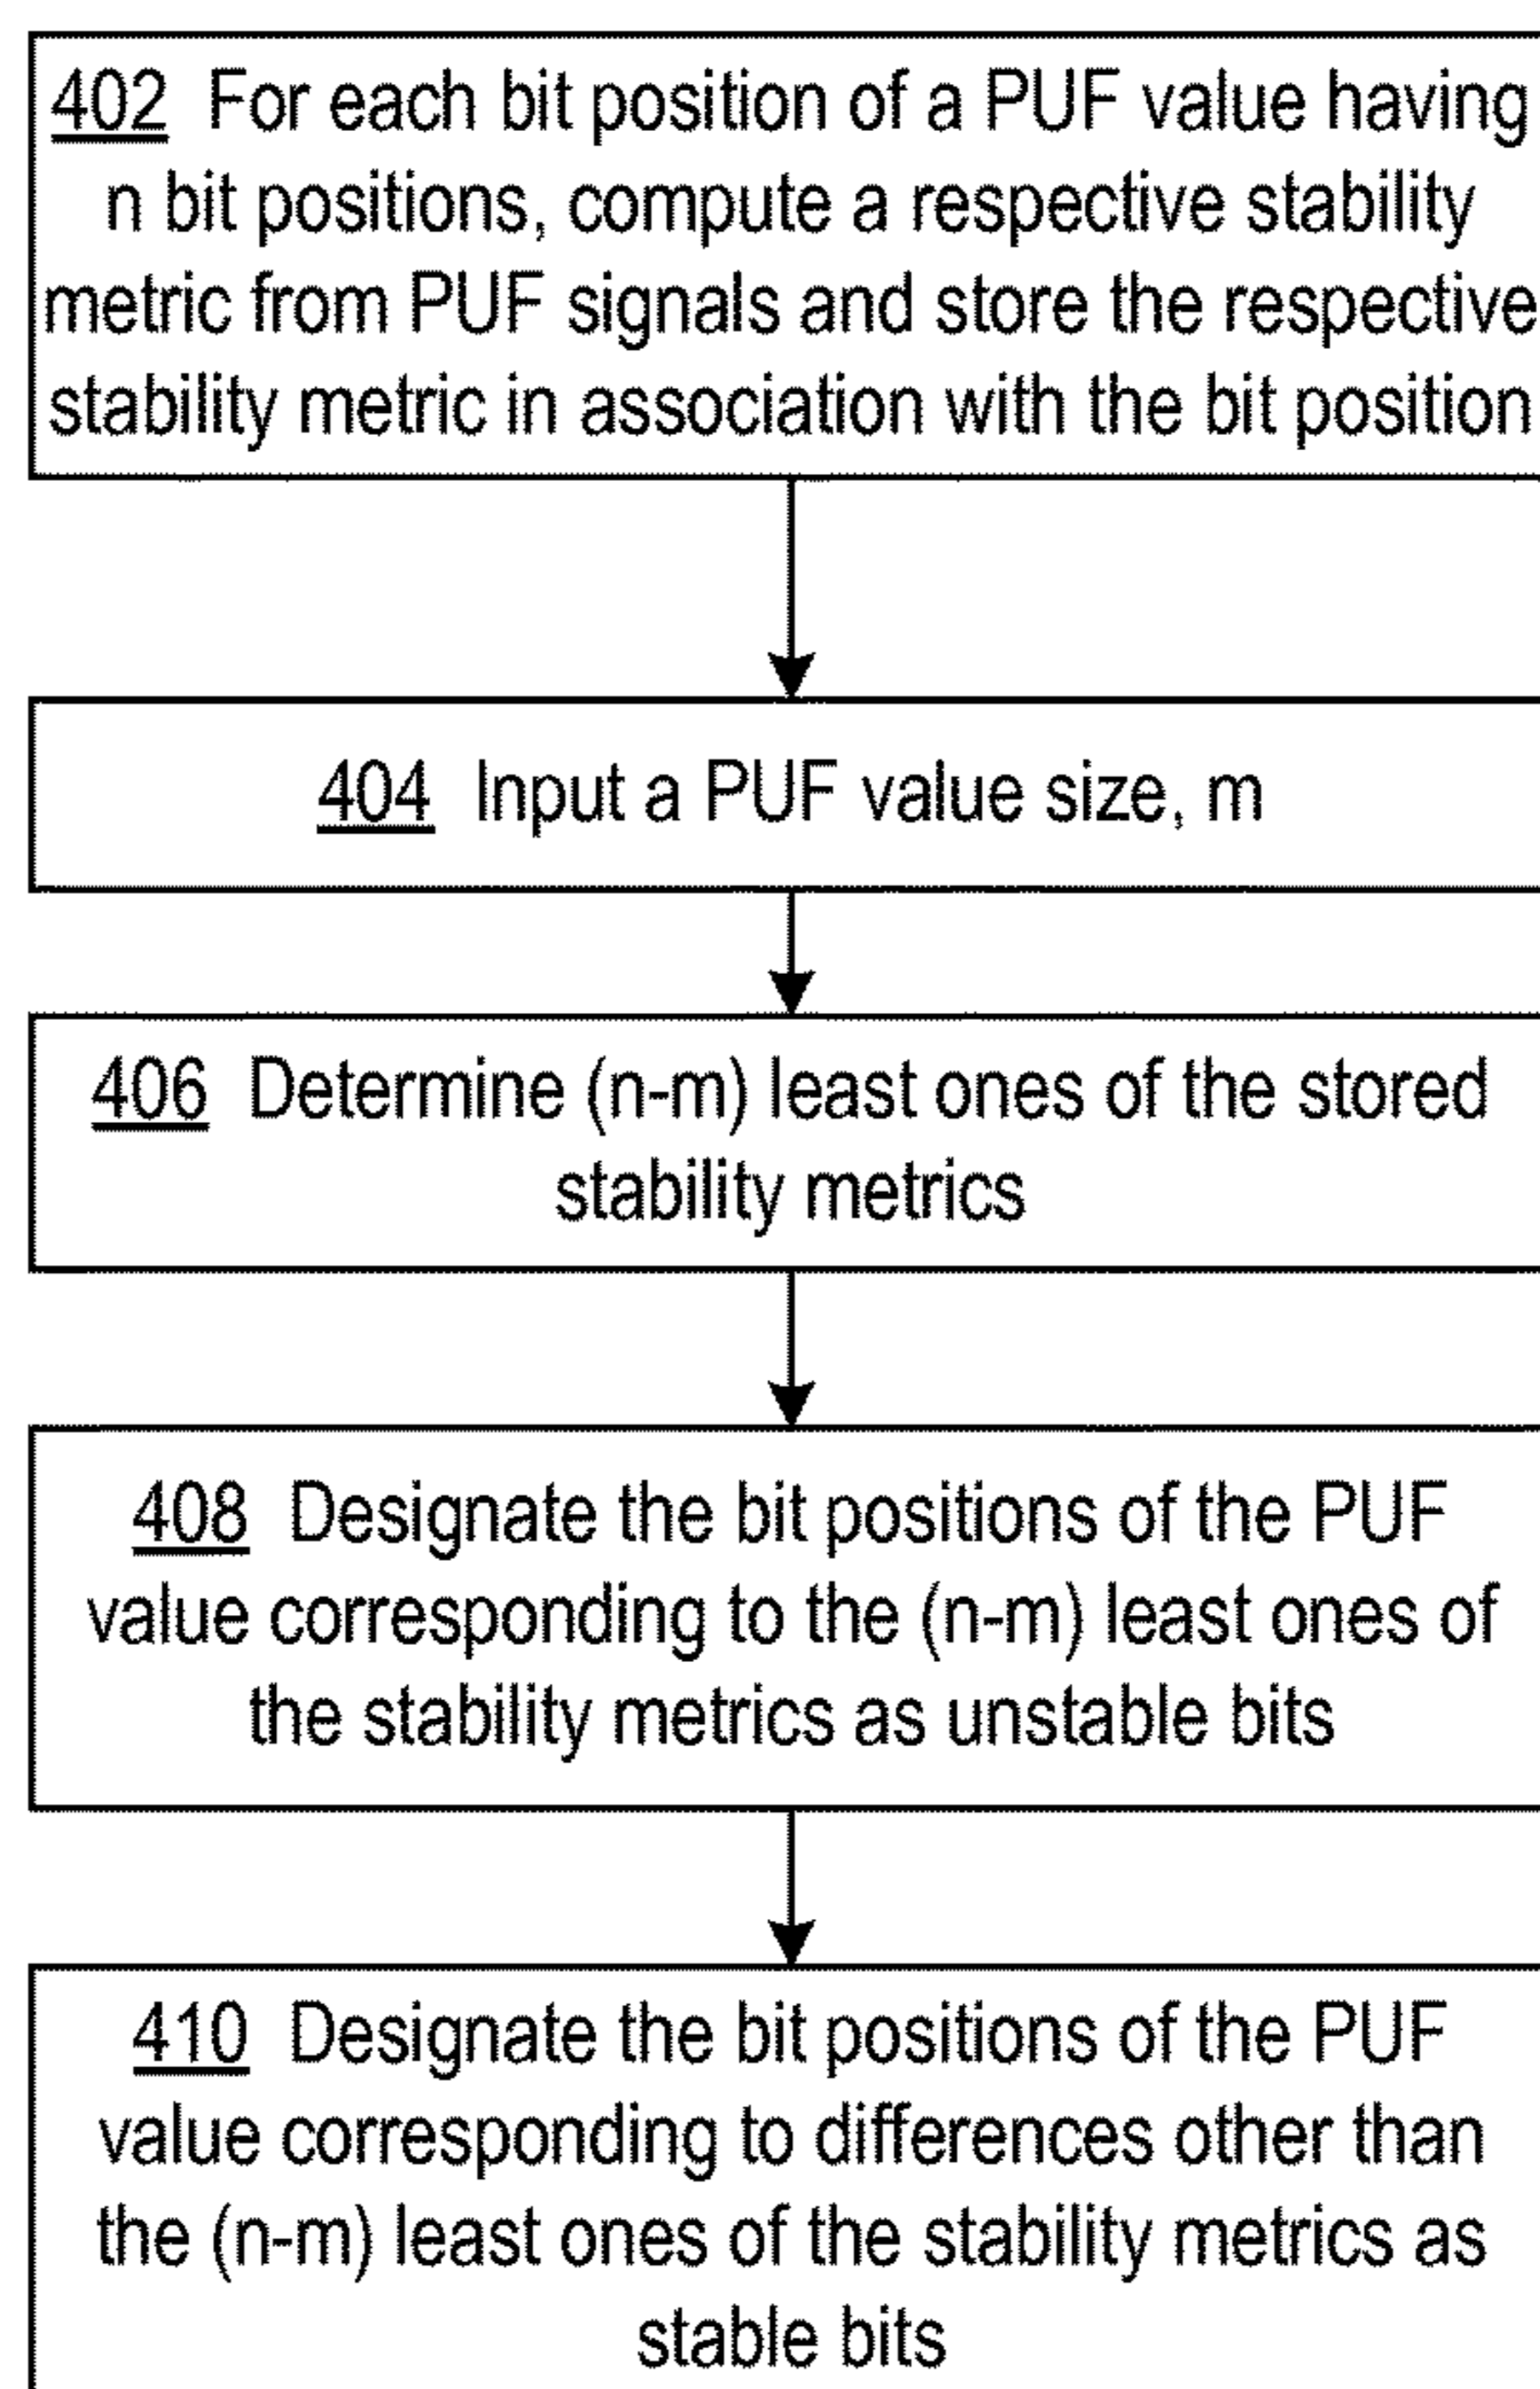 402 For each bit position of a PUF value having
n bit positions, compute a respective stability
metric from PUF signals and store the respective
stability metric in association with the bit position
404 Input a PUF value size, m
406 Determine (n-m) least ones of the stored
stability metrics
408 Designate the bit positions of the PUF
value corresponding to the (n-m) least ones of
the stability metrics as unstable bits
410 Designate the bit positions of the PUF
value corresponding to differences other than
the (n-m) least ones of the stability metrics as
stable bits